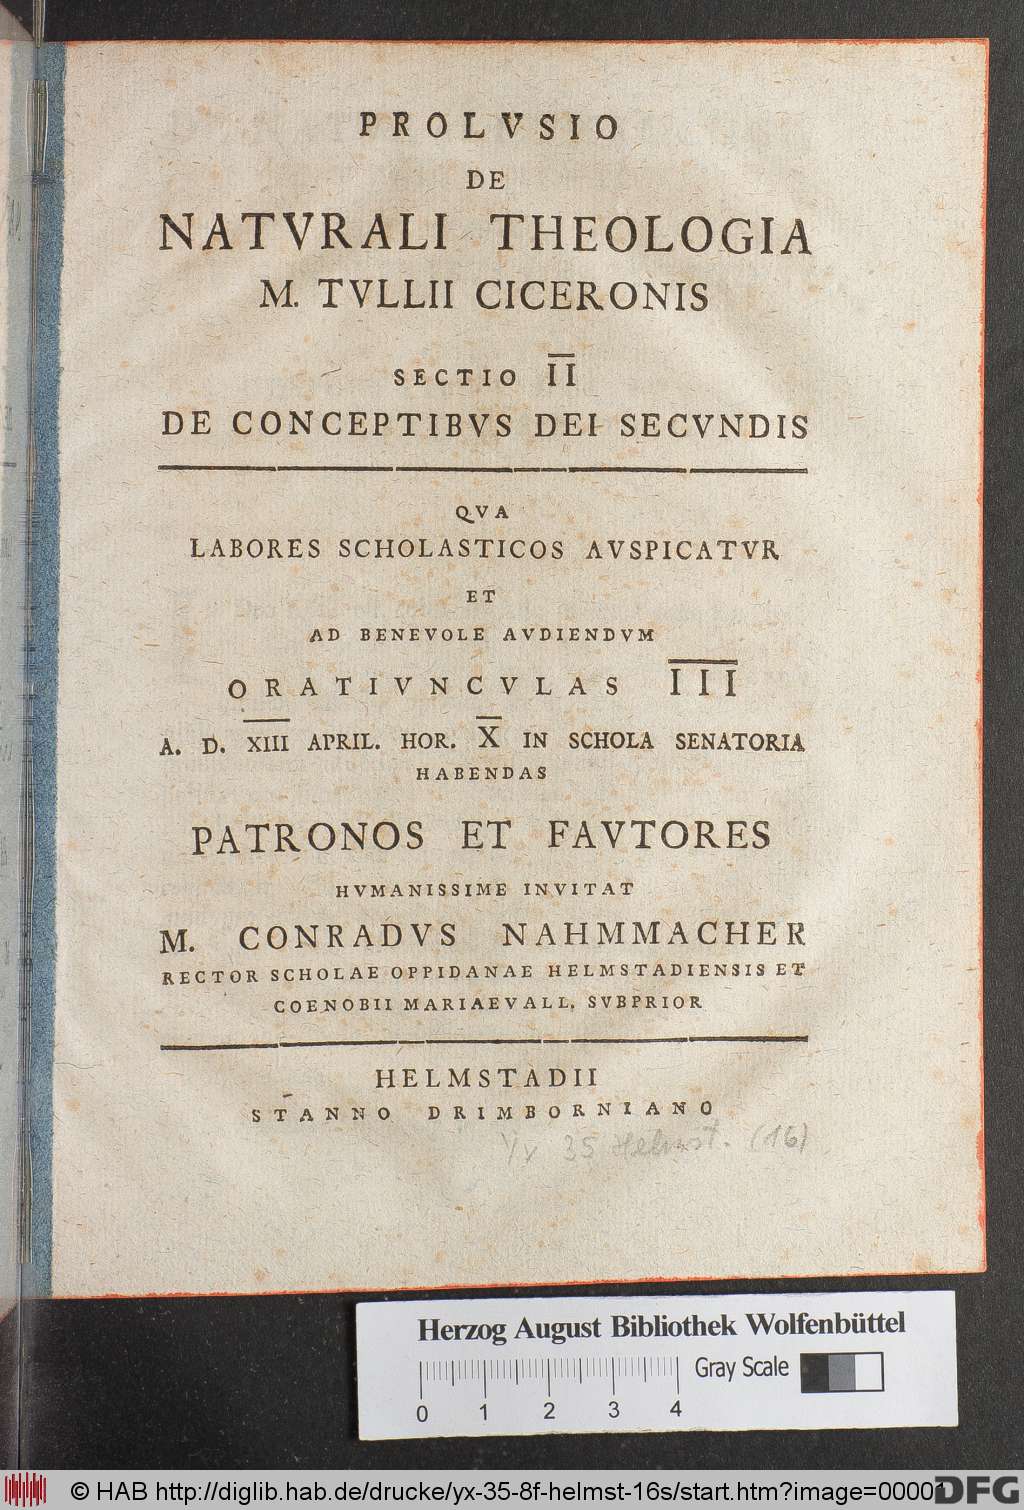 PROLVSIO
DE
NATVRALI THEOLOGIA
M. TVLLII CICERONIS
SECTIO II
DE CONCEPTIBVS DEI SECVNDIS
QVA
LABORES SCHOLASTICOS AVSPICATVR
ET
AD BENEVOLE AVDIENDVM
ORATIVNCVLAS III
A. D. XIII APRIL. HOR. X IN SCHOLA SENATORIA
HABENDAS
PATRONOS ET FAVTORES
HVMANISSIME INVITAT
M. CONRADVS NAHMMACHER
RECTOR SCHOLAE OPPIDANAE HELMSTADIENSIS ET
COENOBII MARIAEVALL. SVBPRIOR
HELMSTADII
STANNO DRIMBORNIANO
Yx 35 Helmst. (16)
Herzog August Bibliothek Wolfenbüttel
Gray Scale
0 1 2 3 4
© HAB http://diglib.hab.de/drucke/yx-35-8f-helmst-16s/start.htm?image=00001
DFG